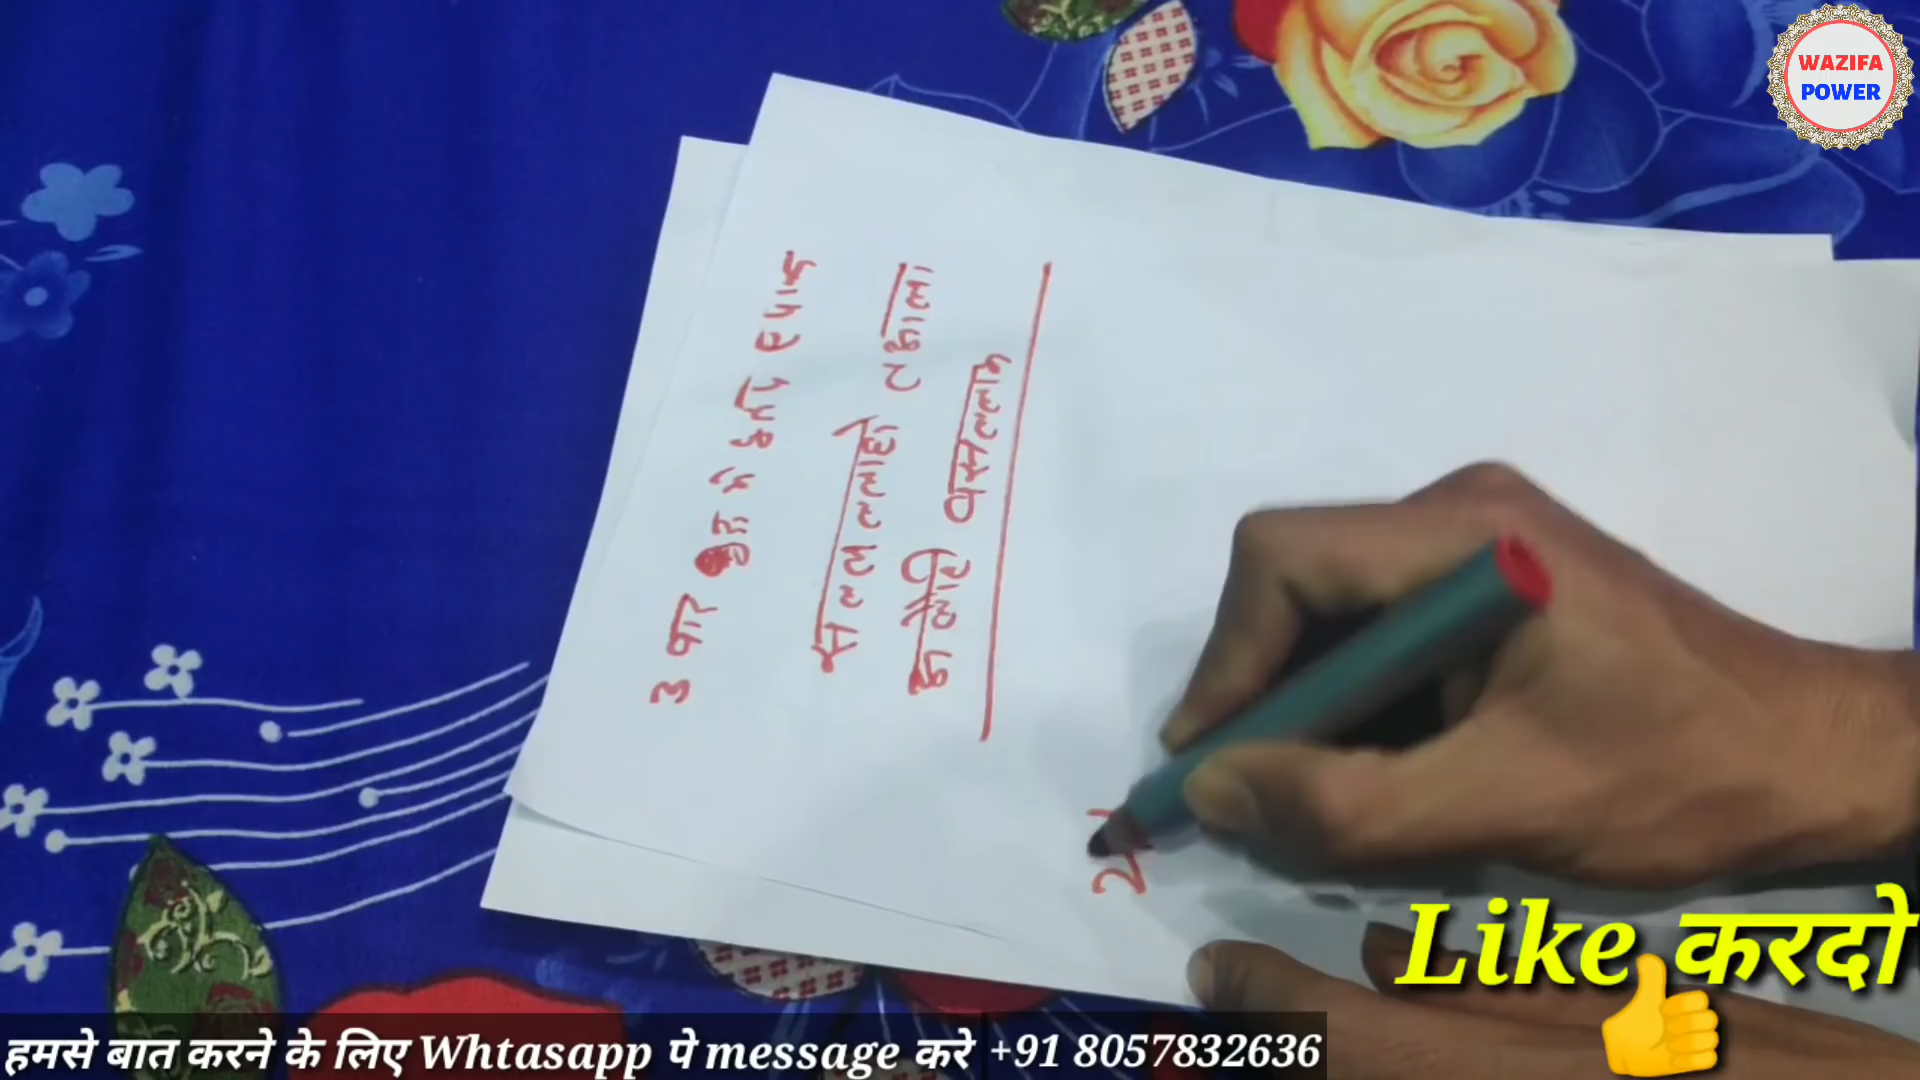 WAZIFA
POWER
3 बार
सल्लल्लाहो तआला
अलैही वसल्लम
Like करदो
हमसे बात करने के लिए Whtasapp पे message करे +91 8057832636